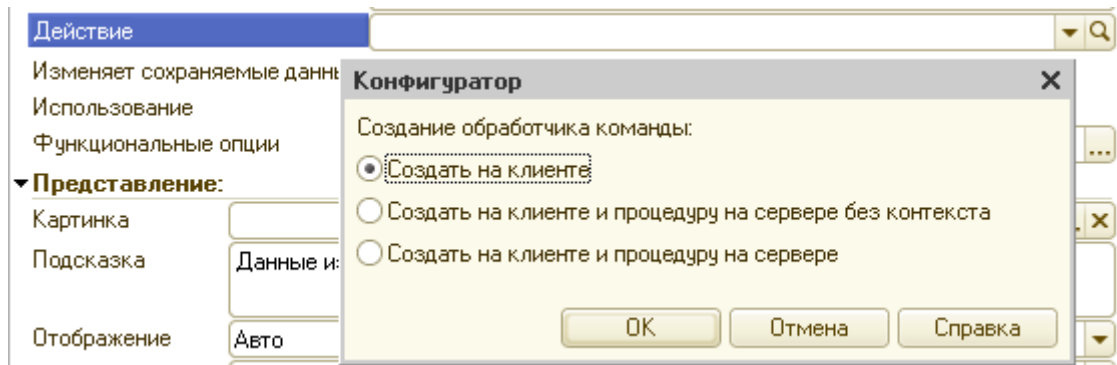 Действие
Изменяет сохраняемые данны
Конфигуратор
Использование
Создание обработчика команды:
Функциональные опции
...
Создать на клиенте
Представление:
Картинка
Создать на клиенте и процедуру на сервере без контекста
Подсказка
Данные из
Создать на клиенте и процедуру на сервере
Отображение
Авто
ОК
Отмена
Справка